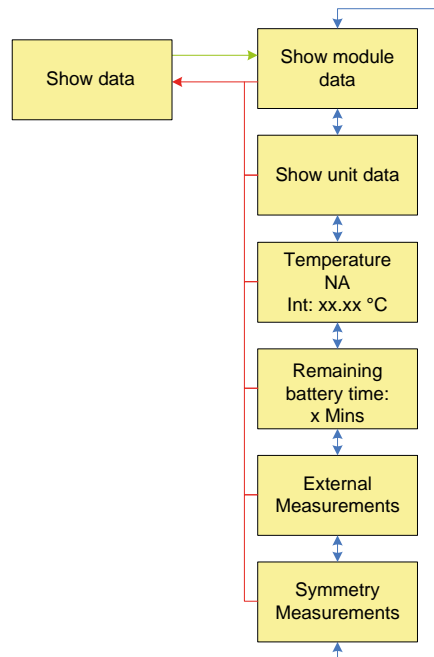 Show data
Show module
data
Show unit data
Temperature
NA
Int: xx.xx °C
Remaining
battery time:
x Mins
External
Measurements
Symmetry
Measurements